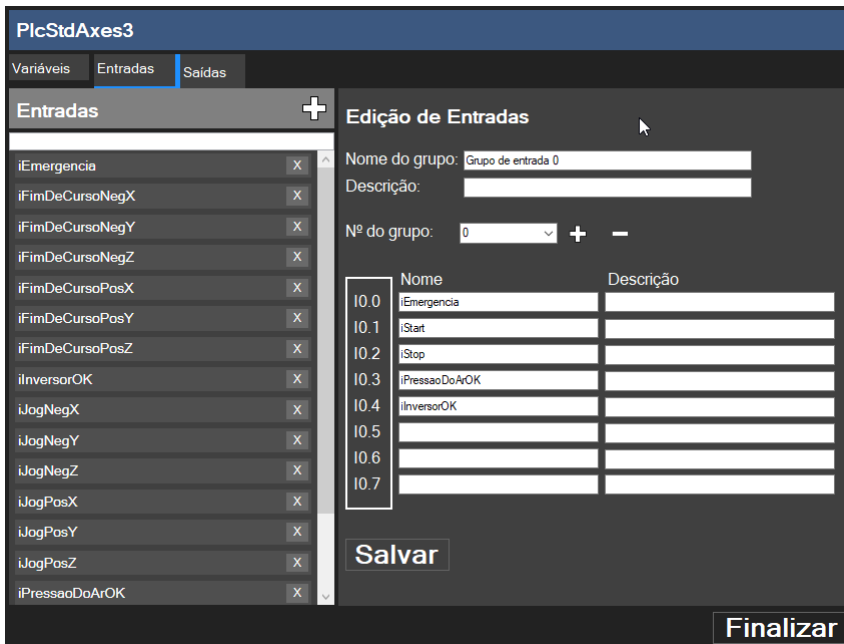 PlcStdAxes3
Variáveis Entradas Saídas
Entradas
iEmergencia X
iFimDeCursoNegX X
iFimDeCursoNegY X
iFimDeCursoNegZ X
iFimDeCursoPosX X
iFimDeCursoPosY X
iFimDeCursoPosZ X
iInversorOK X
iJogNegX X
iJogNegY X
iJogNegZ X
iJogPosX X
iJogPosY X
iJogPosZ X
iPressaoDoArOK X
Edição de Entradas
Nome do grupo: Grupo de entrada 0
Descrição:
Nº do grupo: 0
Nome Descrição
I0.0 iEmergencia
I0.1 iStart
I0.2 iStop
I0.3 iPressaoDoArOK
I0.4 iInversorOK
I0.5
I0.6
I0.7
Salvar
Finalizar